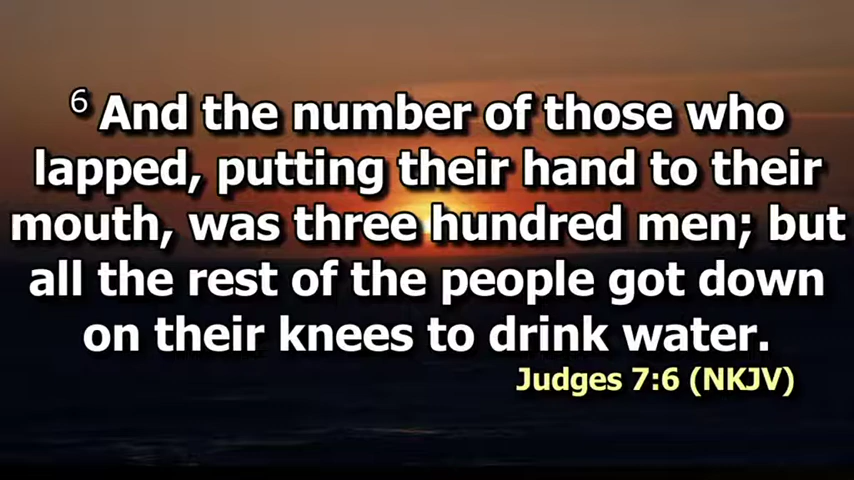 6 And the number of those who
lapped, putting their hand to their
mouth, was three hundred men; but
all the rest of the people got down
on their knees to drink water.
Judges 7:6 (NKJV)